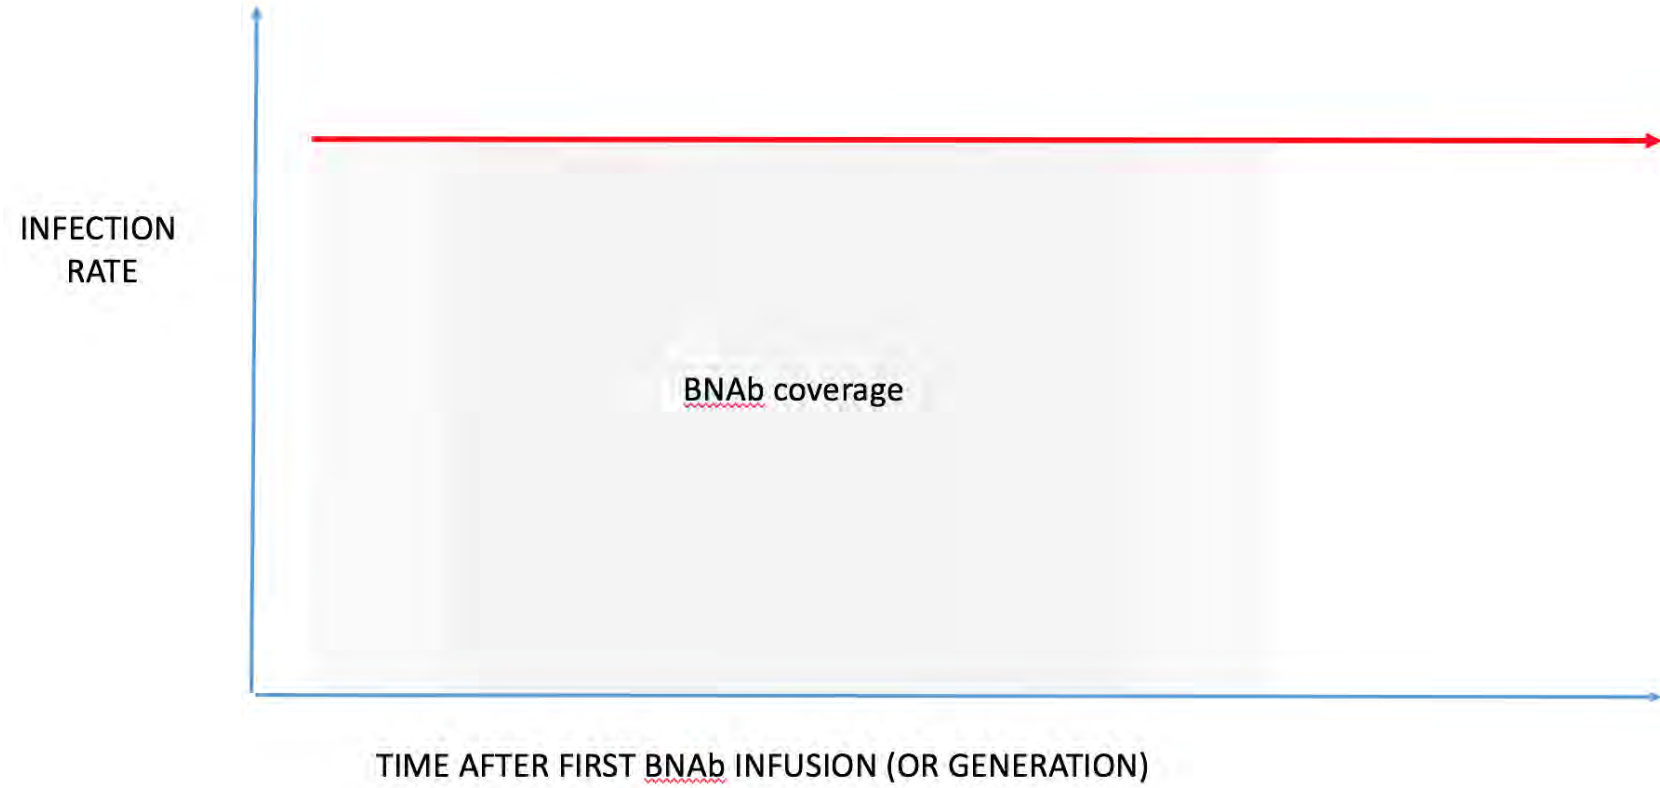 INFECTION
RATE
BNAb coverage
TIME AFTER FIRST BNAb INFUSION (OR GENERATION)